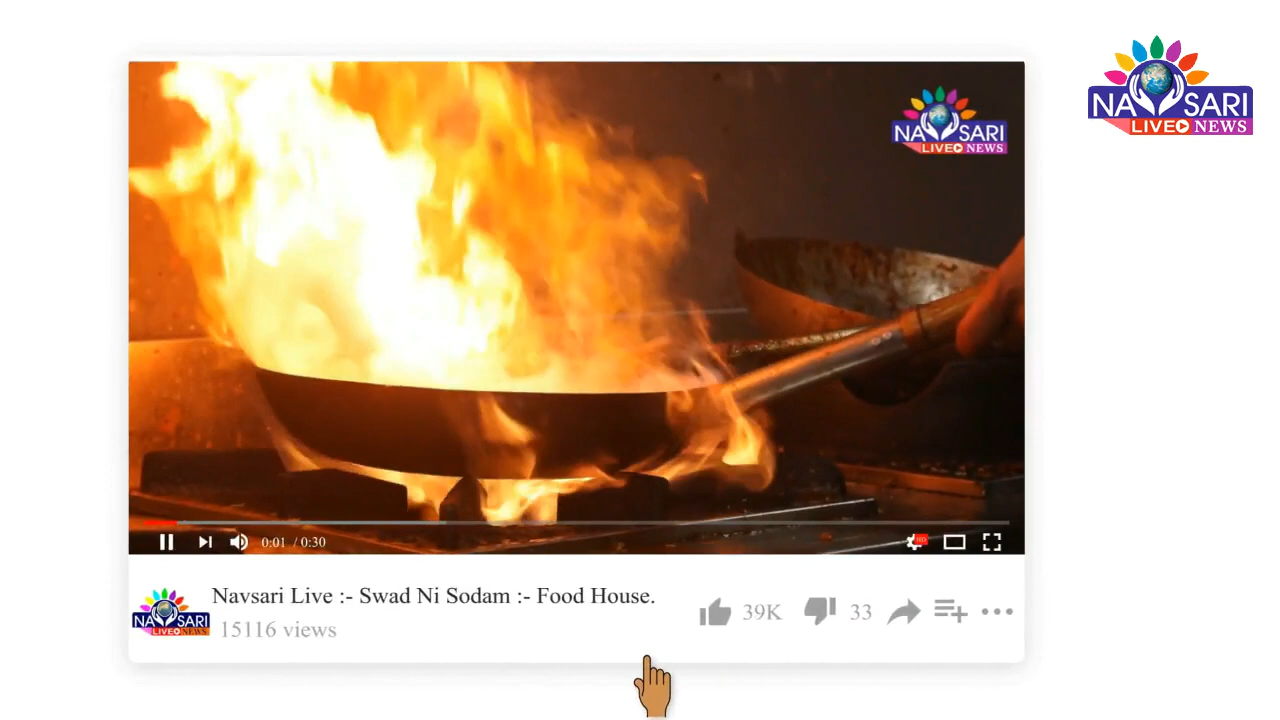 NAVSARI
LIVE NEWS
NAVSARI
LIVE NEWS
0:01 / 0:30
HD
Navsari Live :- Swad Ni Sodam :- Food House.
39K
33
NAVSARI
LIVE NEWS
15116 views